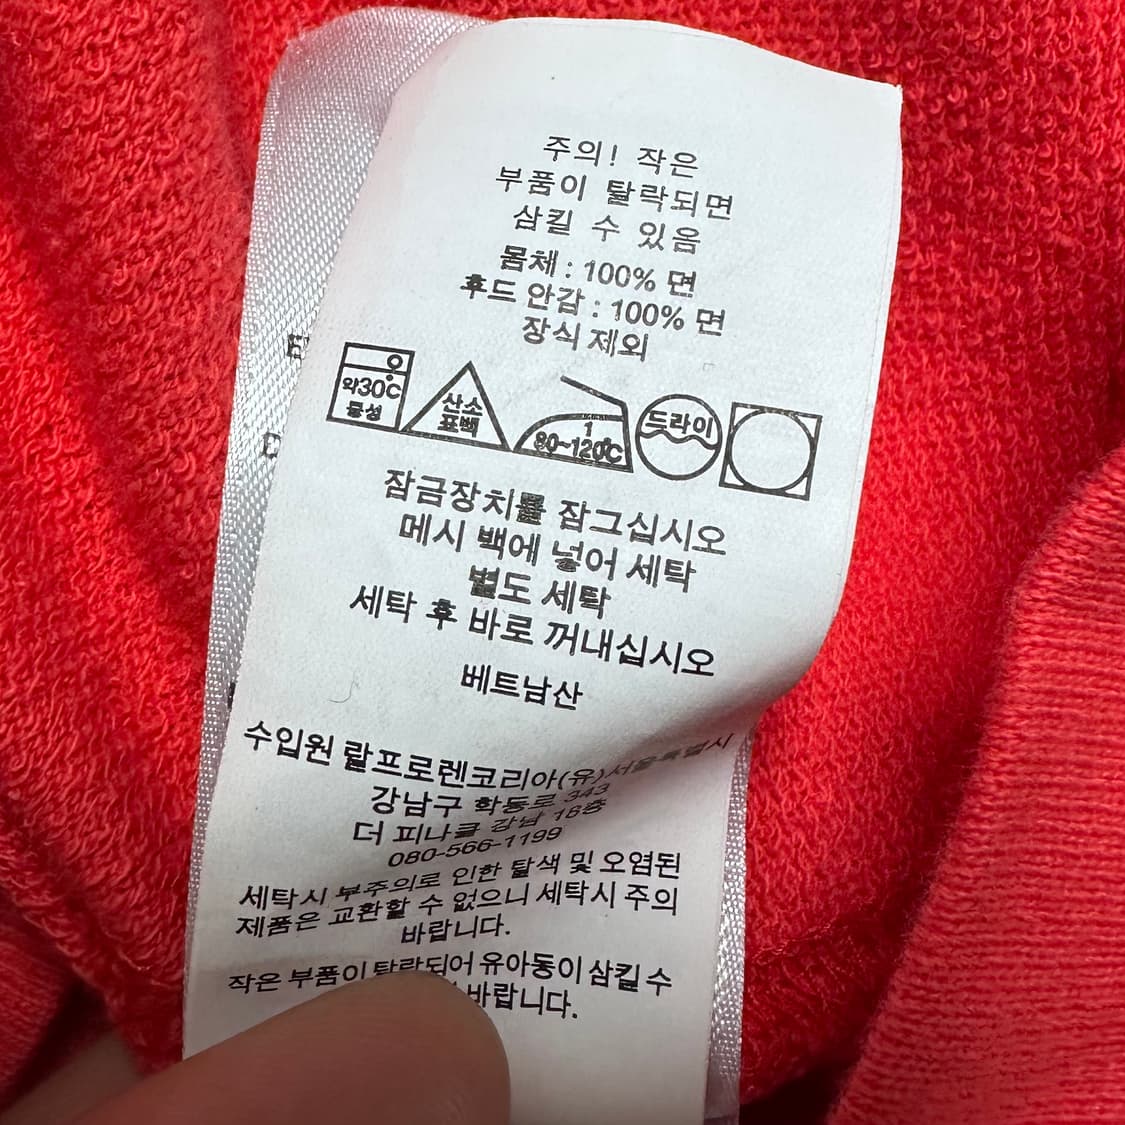 주의! 작은
부품이 탈락되면
삼킬 수 있음
몸체 : 100% 면
후드 안감 : 100% 면
장식 제외
약30℃
중성
산소
표백
1
80~120℃
드라이
잠금장치를 잠그십시오
메시 백에 넣어 세탁
별도 세탁
세탁 후 바로 꺼내십시오
베트남산
수입원 랄프로렌코리아(유)서울특별시
강남구 학동로 343
더 피나클 강남 16층
080-566-1199
세탁시 부주의로 인한 탈색 및 오염된
제품은 교환할 수 없으니 세탁시 주의
바랍니다.
작은 부품이 탈락되어 유아동이 삼킬 수
바랍니다.